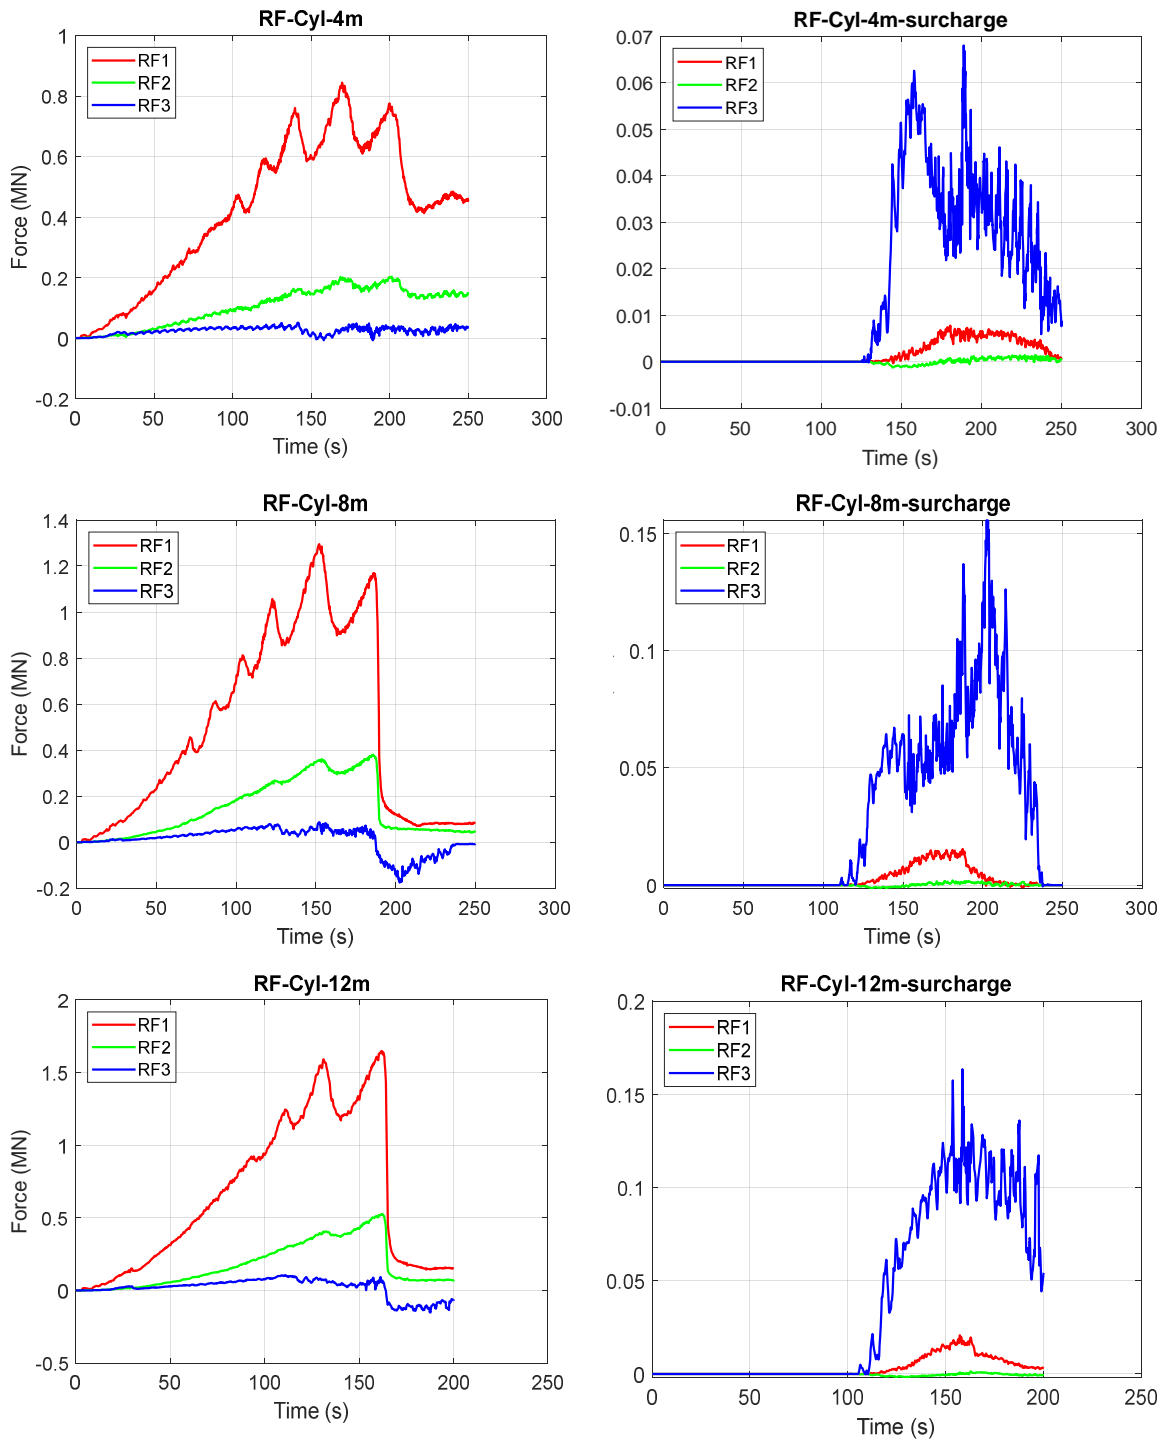 RF-Cyl-4m
1
0.8
0.6
0.4
0.2
0
-0.2
Force (MN)
RF1
RF2
RF3
0 50 100 150 200 250 300
Time (s)
RF-Cyl-4m-surcharge
0.07
0.06
0.05
0.04
0.03
0.02
0.01
0
-0.01
RF1
RF2
RF3
0 50 100 150 200 250 300
Time (s)
RF-Cyl-8m
1.4
1.2
1
0.8
0.6
0.4
0.2
0
-0.2
Force (MN)
RF1
RF2
RF3
0 50 100 150 200 250 300
Time (s)
RF-Cyl-8m-surcharge
0.15
0.1
0.05
0
RF1
RF2
RF3
0 50 100 150 200 250 300
Time (s)
RF-Cyl-12m
2
1.5
1
0.5
0
-0.5
Force (MN)
RF1
RF2
RF3
0 50 100 150 200 250
Time (s)
RF-Cyl-12m-surcharge
0.2
0.15
0.1
0.05
0
RF1
RF2
RF3
0 50 100 150 200 250
Time (s)